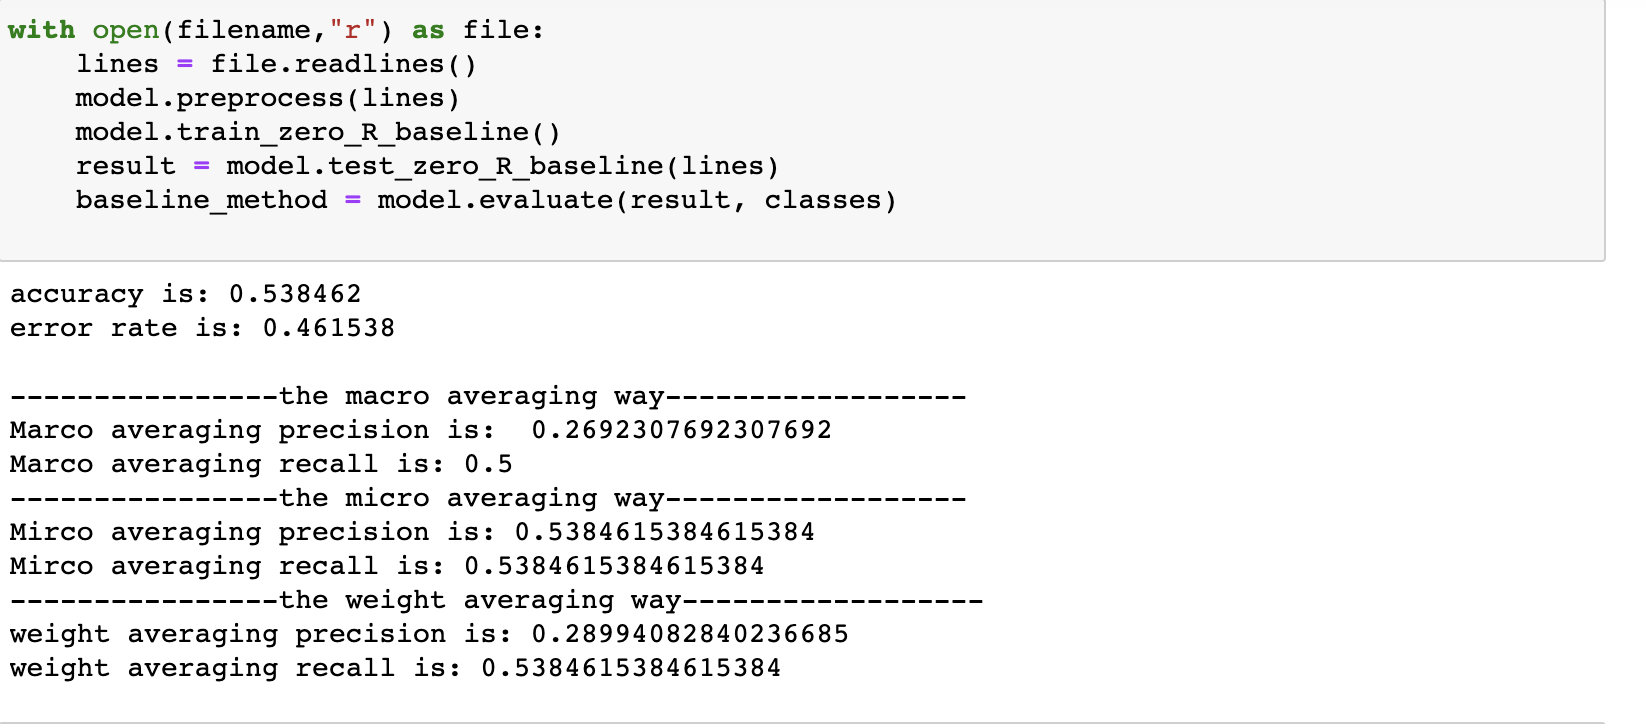 with open(filename,"r") as file:
    lines = file.readlines()
    model.preprocess(lines)
    model.train_zero_R_baseline()
    result = model.test_zero_R_baseline(lines)
    baseline_method = model.evaluate(result, classes)
accuracy is: 0.538462
error rate is: 0.461538
----------------the macro averaging way------------------
Marco averaging precision is:  0.2692307692307692
Marco averaging recall is: 0.5
----------------the micro averaging way------------------
Mirco averaging precision is: 0.5384615384615384
Mirco averaging recall is: 0.5384615384615384
----------------the weight averaging way------------------
weight averaging precision is: 0.28994082840236685
weight averaging recall is: 0.5384615384615384